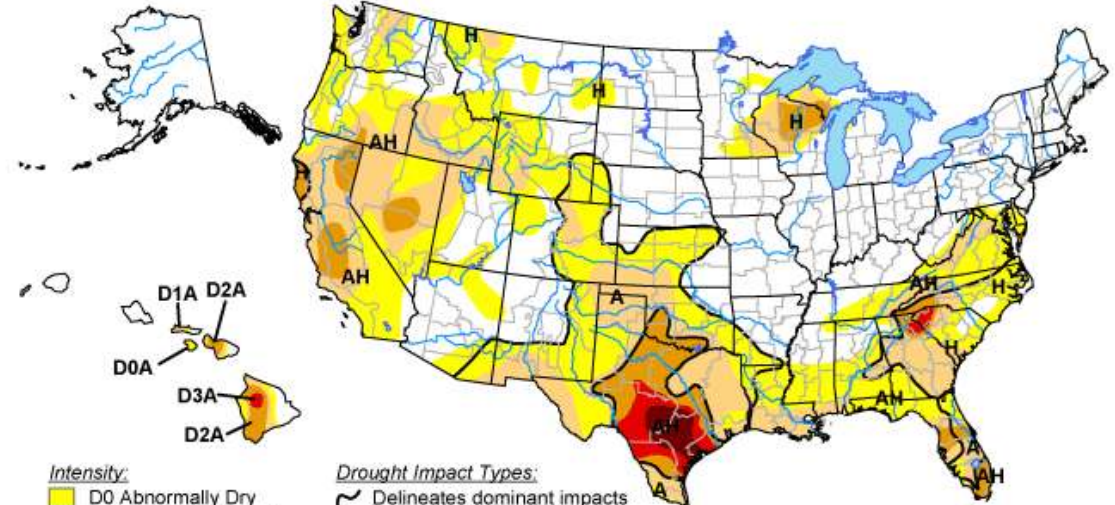 H
H
H
AH
H
AH
A
AH
H
H
AH
AH
A
A
AH
D1A D2A
D0A
D3A
D2A
Intensity:
D0 Abnormally Dry
Drought Impact Types:
Delineates dominant impacts